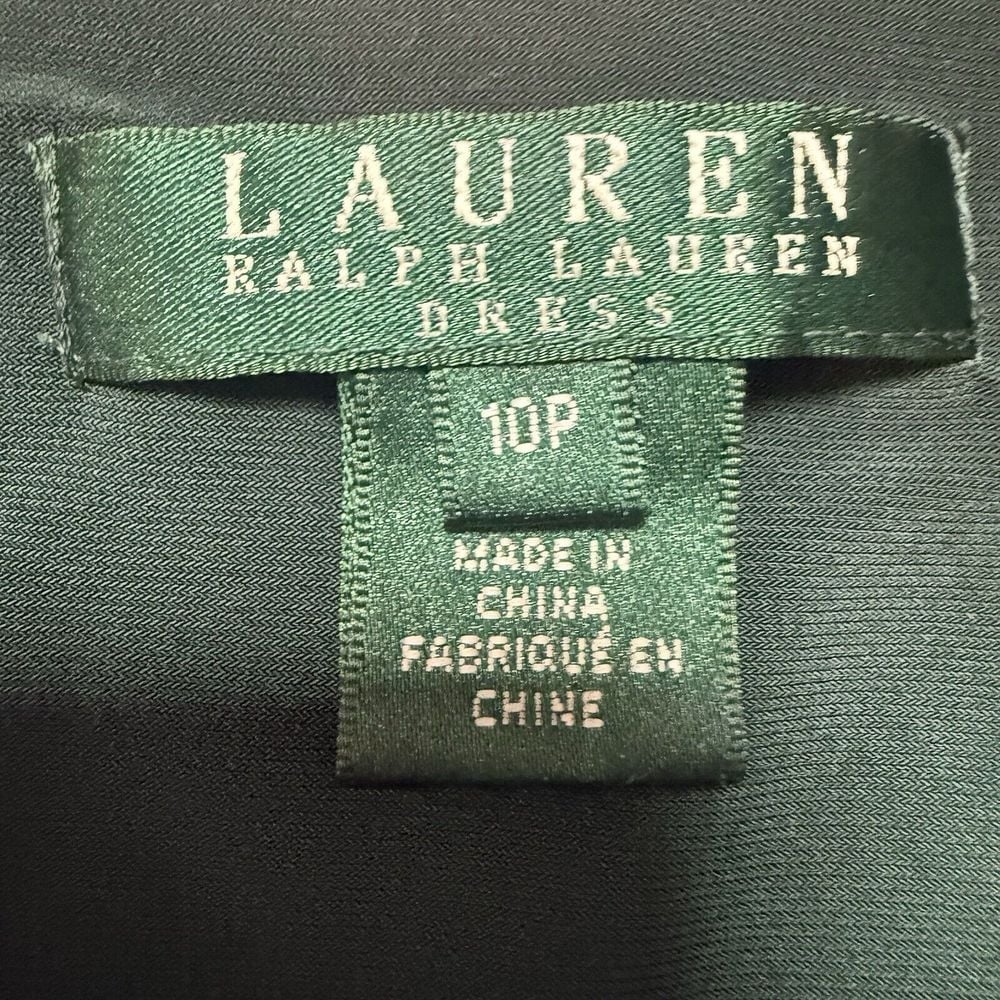 LAUREN
RALPH LAUREN
DRESS
10P
MADE IN
CHINA
FABRIQUÉ EN
CHINE